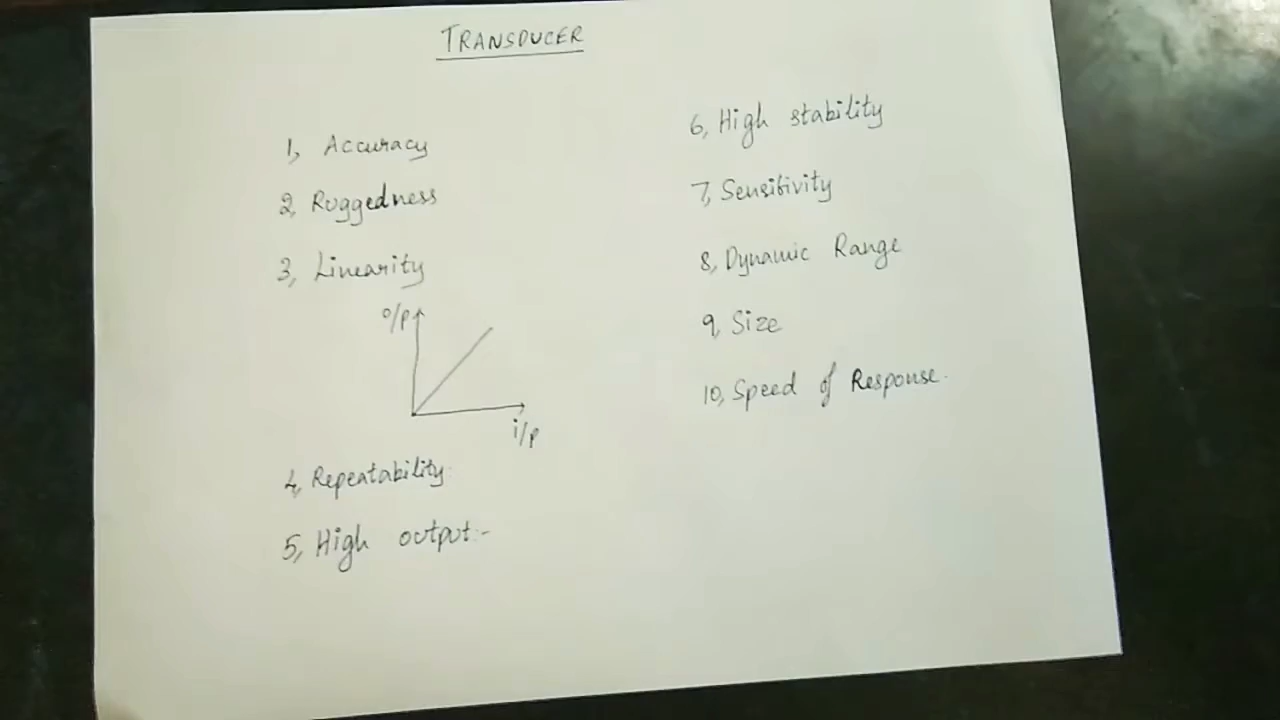 TRANSDUCER
1, Accuracy
2, Ruggedness
3, Linearity
o/p
i/p
4, Repeatability.
5, High output:-
6, High stability
7, Sensitivity
8, Dynamic Range
9, Size
10, Speed of Response.